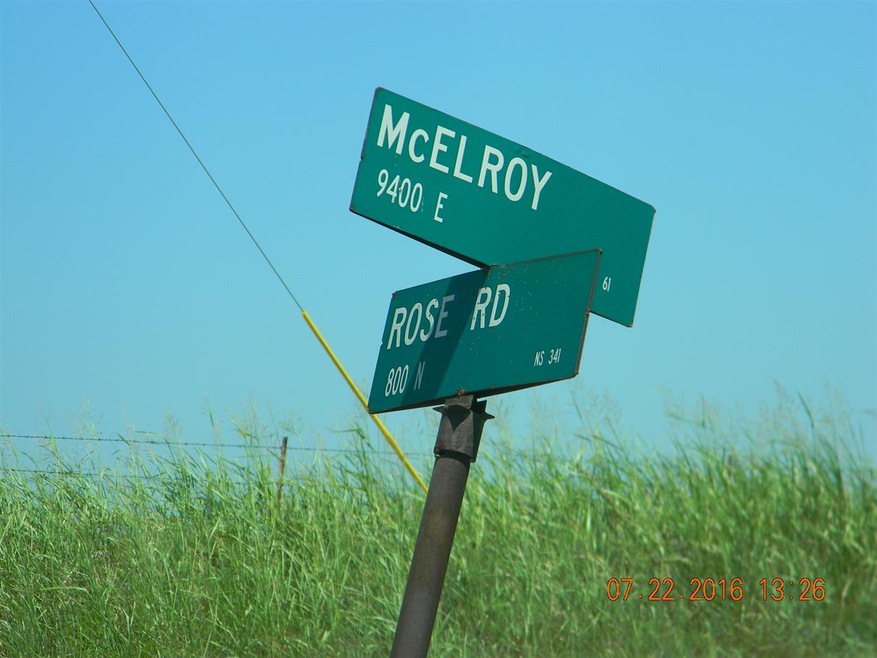 McELROY
9400 E
61
ROSE RD
800 N
NS 341
07.22.2016 13:26